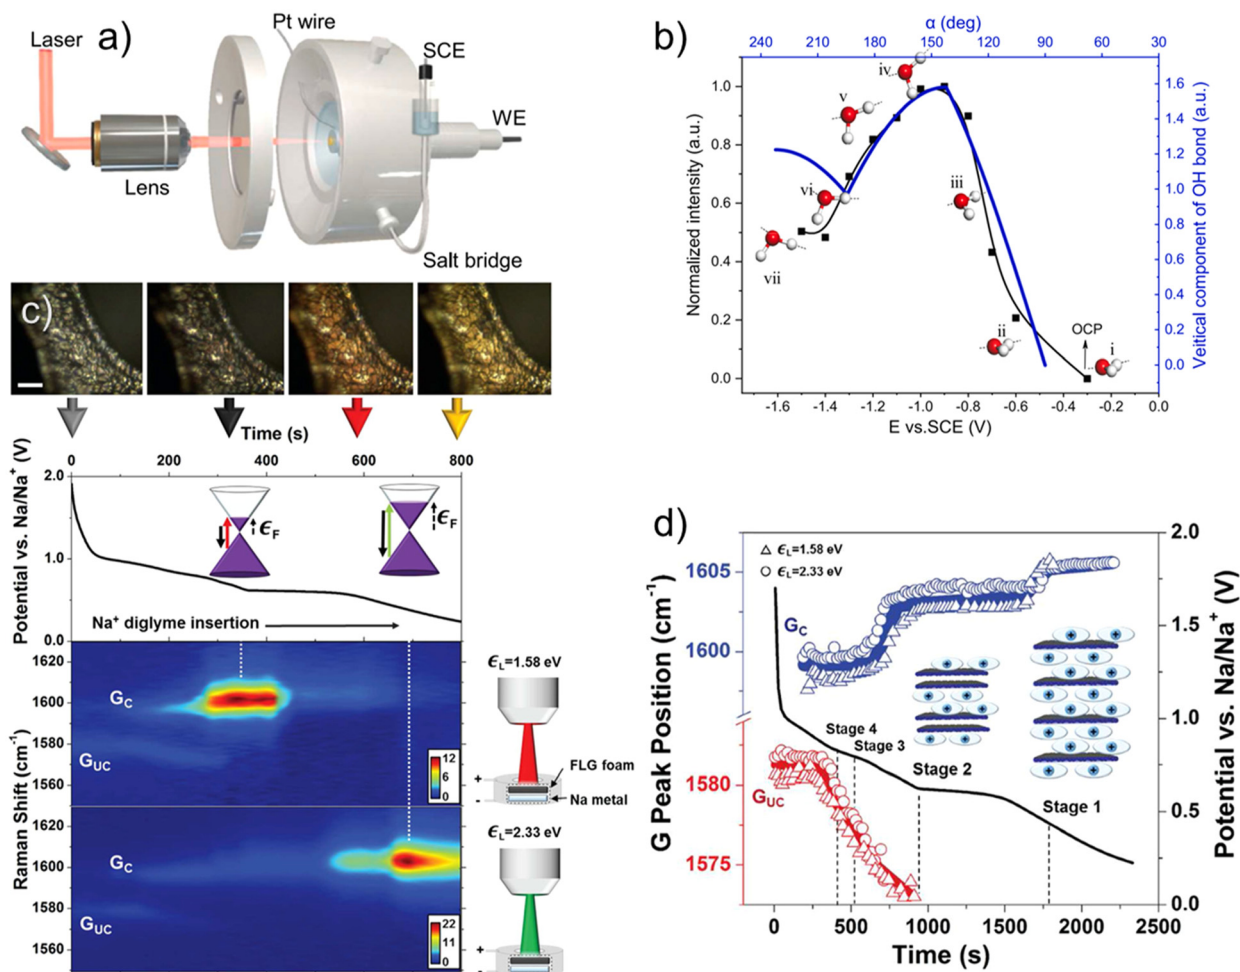 a)
Laser
Pt wire
SCE
WE
Lens
Salt bridge
b)
α (deg)
240 210 180 150 120 90 60 30
Normalized intensity (a.u.)
1.0
0.8
0.6
0.4
0.2
0.0
Veitical component of OH bond (a.u.)
1.6
1.4
1.2
1.0
0.8
0.6
0.4
0.2
0.0
iv
v
vi
iii
vii
ii
OCP
i
-1.6 -1.4 -1.2 -1.0 -0.8 -0.6 -0.4 -0.2 0.0
E vs.SCE (V)
c)
Time (s)
0 200 400 600 800
Potential vs. Na/Na⁺ (V)
2.0
1.5
1.0
0.5
0.0
ϵF
ϵF
Na⁺ diglyme insertion
Raman Shift (cm⁻¹)
1620
1600
1580
1560
GC
GUC
12
6
0
ϵL=1.58 eV
+
-
FLG foam
Na metal
1620
1600
1580
1560
GC
GUC
22
11
0
ϵL=2.33 eV
+
-
d)
G Peak Position (cm⁻¹)
1605
1600
1580
1575
ϵL=1.58 eV
ϵL=2.33 eV
GC
GUC
Stage 4
Stage 3
Stage 2
Stage 1
Potential vs. Na/Na⁺ (V)
2.0
1.5
1.0
0.5
0.0
0 500 1000 1500 2000 2500
Time (s)